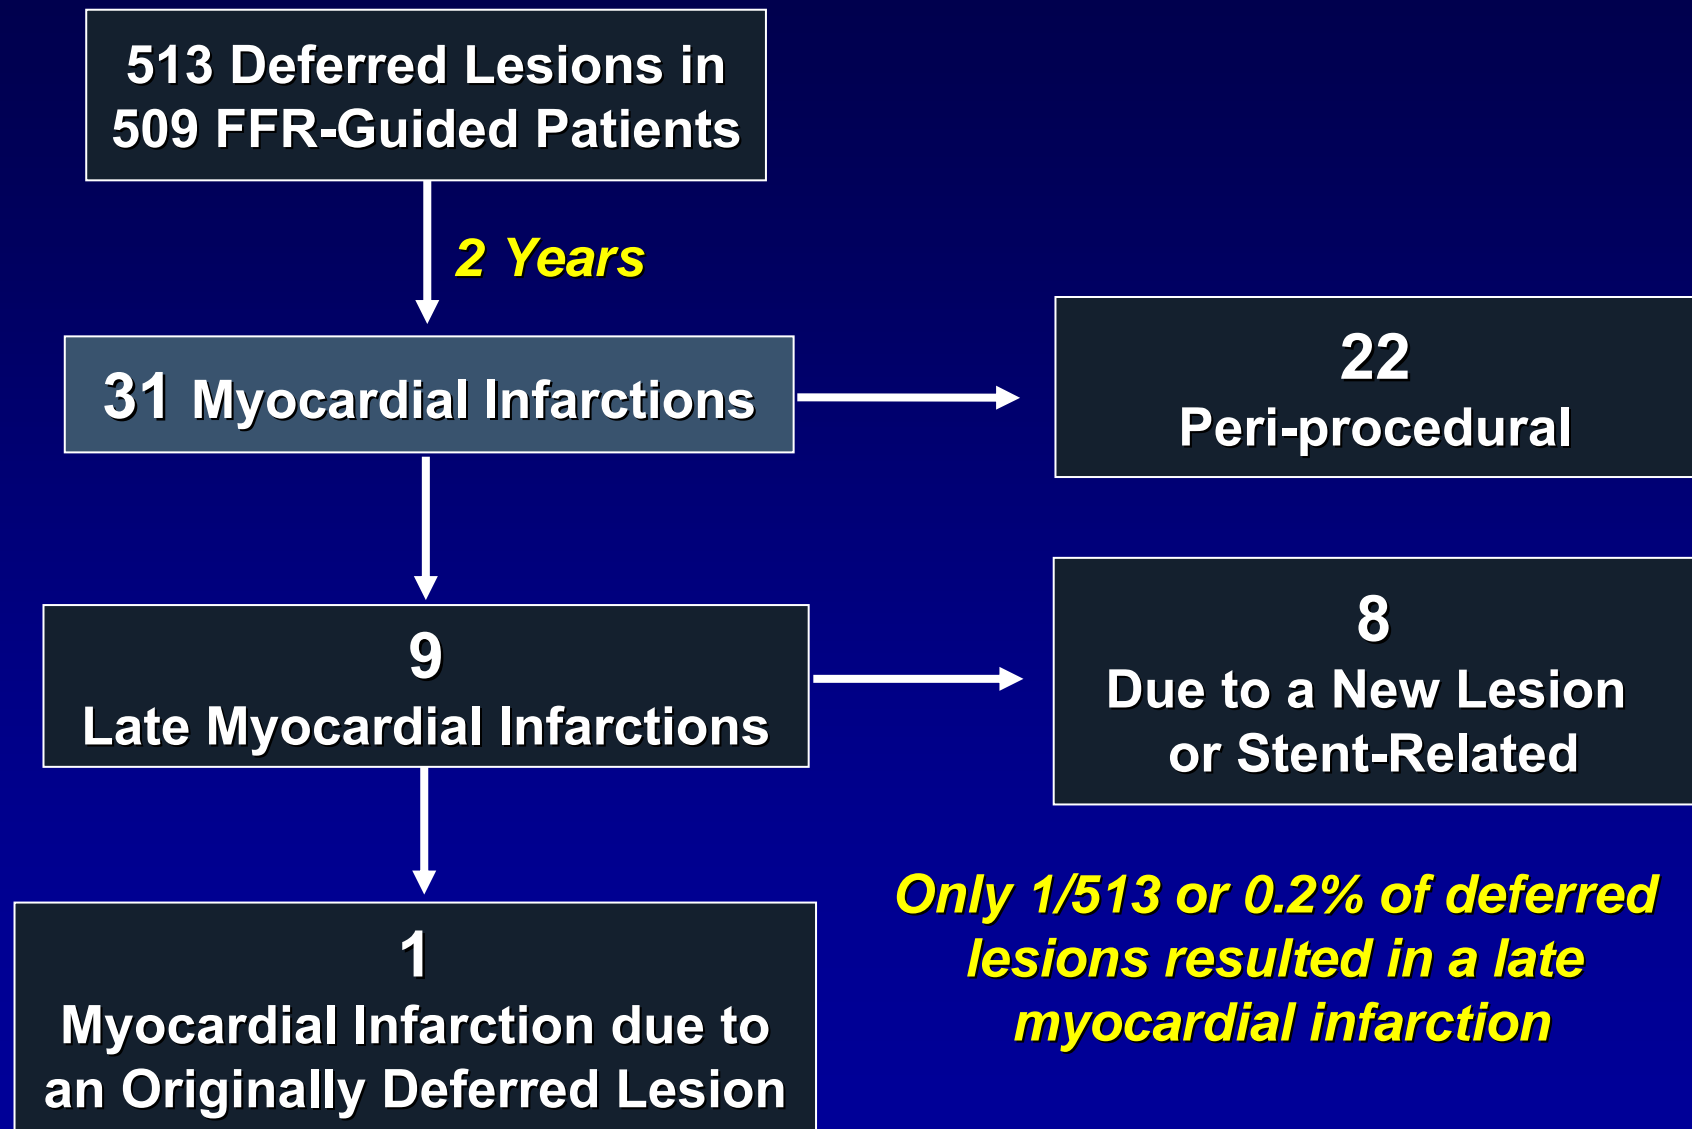 513 Deferred Lesions in
509 FFR-Guided Patients
2 Years
31 Myocardial Infarctions
22
Peri-procedural
9
Late Myocardial Infarctions
8
Due to a New Lesion
or Stent-Related
1
Myocardial Infarction due to
an Originally Deferred Lesion
Only 1/513 or 0.2% of deferred
lesions resulted in a late
myocardial infarction